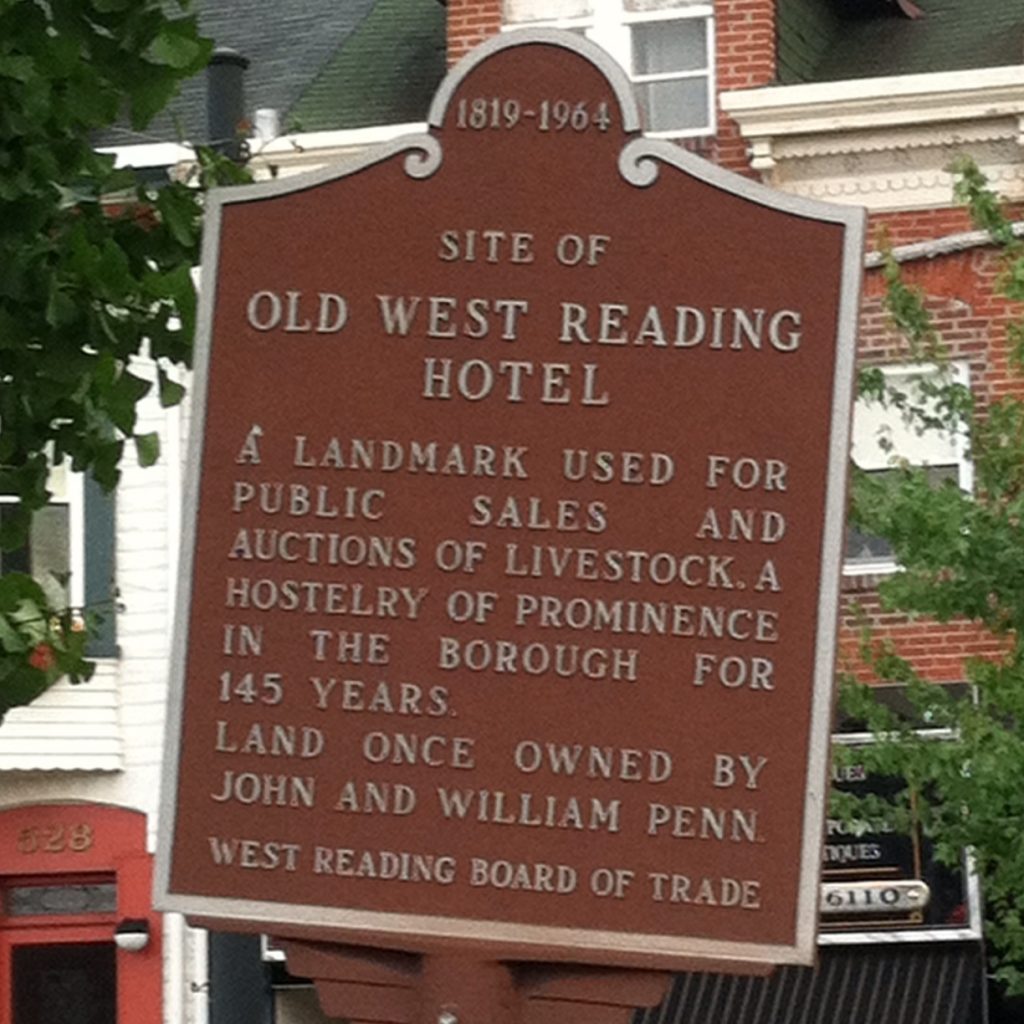 1819-1964
SITE OF
OLD WEST READING
HOTEL
A LANDMARK USED FOR
PUBLIC SALES AND
AUCTIONS OF LIVESTOCK. A
HOSTELRY OF PROMINENCE
IN THE BOROUGH FOR
145 YEARS.
LAND ONCE OWNED BY
JOHN AND WILLIAM PENN.
WEST READING BOARD OF TRADE
528
6110